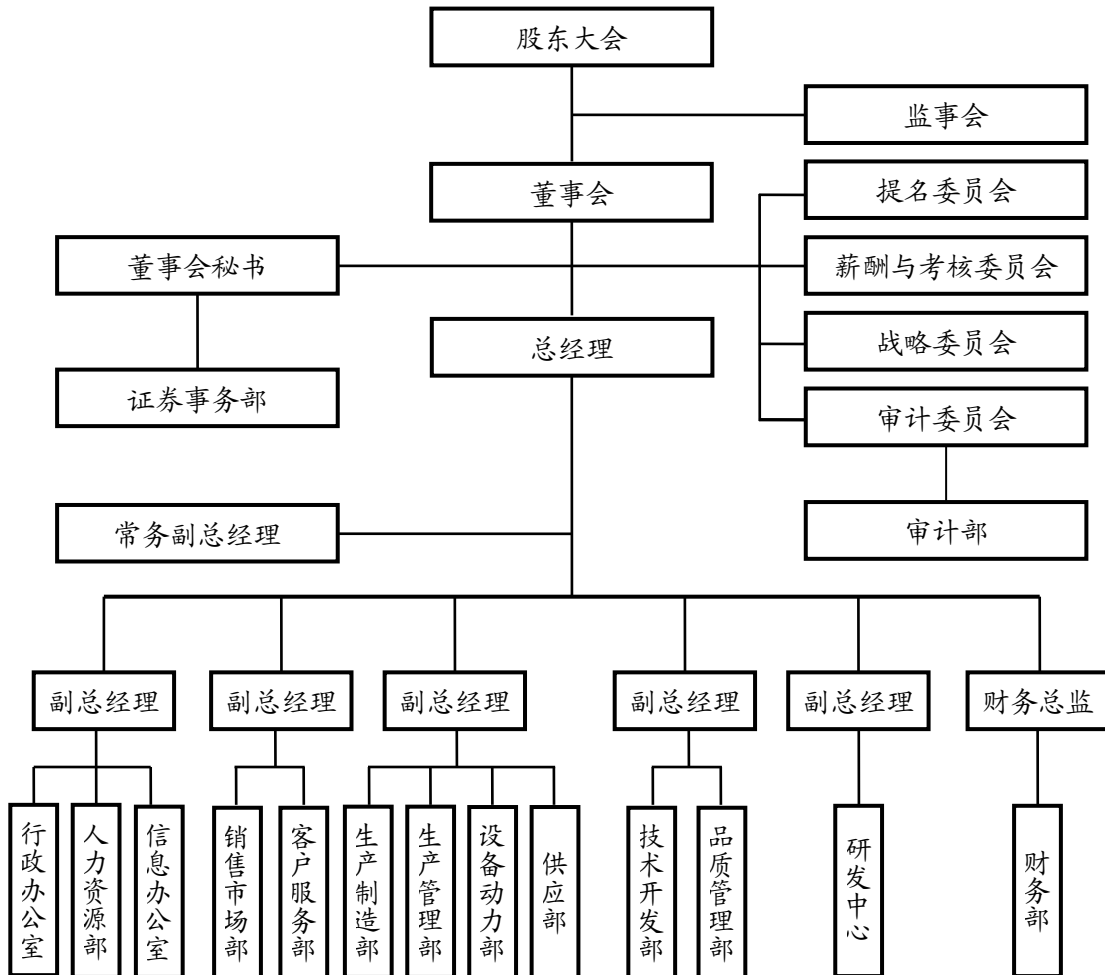 股东大会
监事会
董事会
提名委员会
董事会秘书
薪酬与考核委员会
总经理
战略委员会
证券事务部
审计委员会
常务副总经理
审计部
副总经理
副总经理
副总经理
副总经理
副总经理
财务总监
行政办公室
人力资源部
信息办公室
销售市场部
客户服务部
生产制造部
生产管理部
设备动力部
供应部
技术开发部
品质管理部
研发中心
财务部